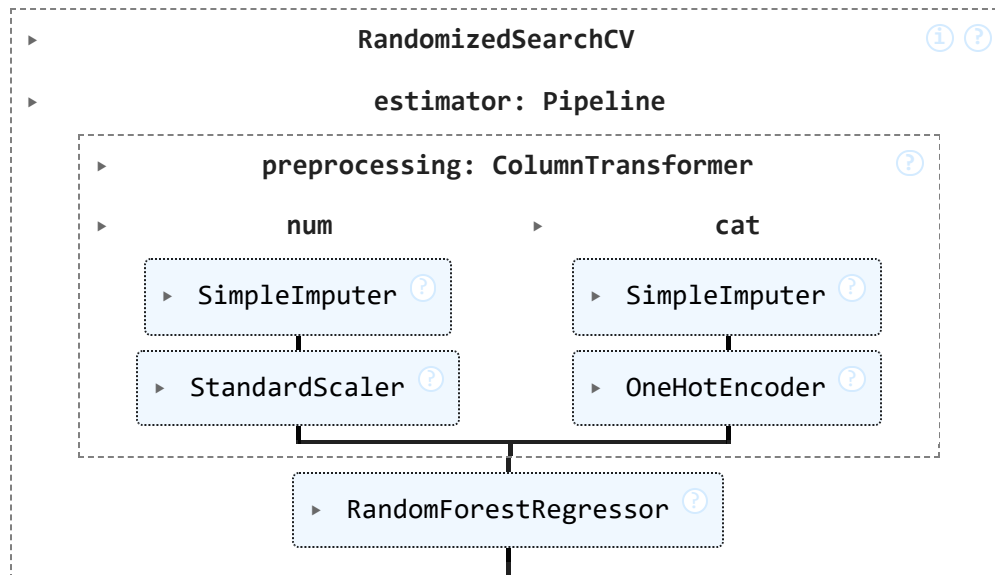 RandomizedSearchCV i ?
estimator: Pipeline
preprocessing: ColumnTransformer ?
num cat
SimpleImputer ? SimpleImputer ?
StandardScaler ? OneHotEncoder ?
RandomForestRegressor ?